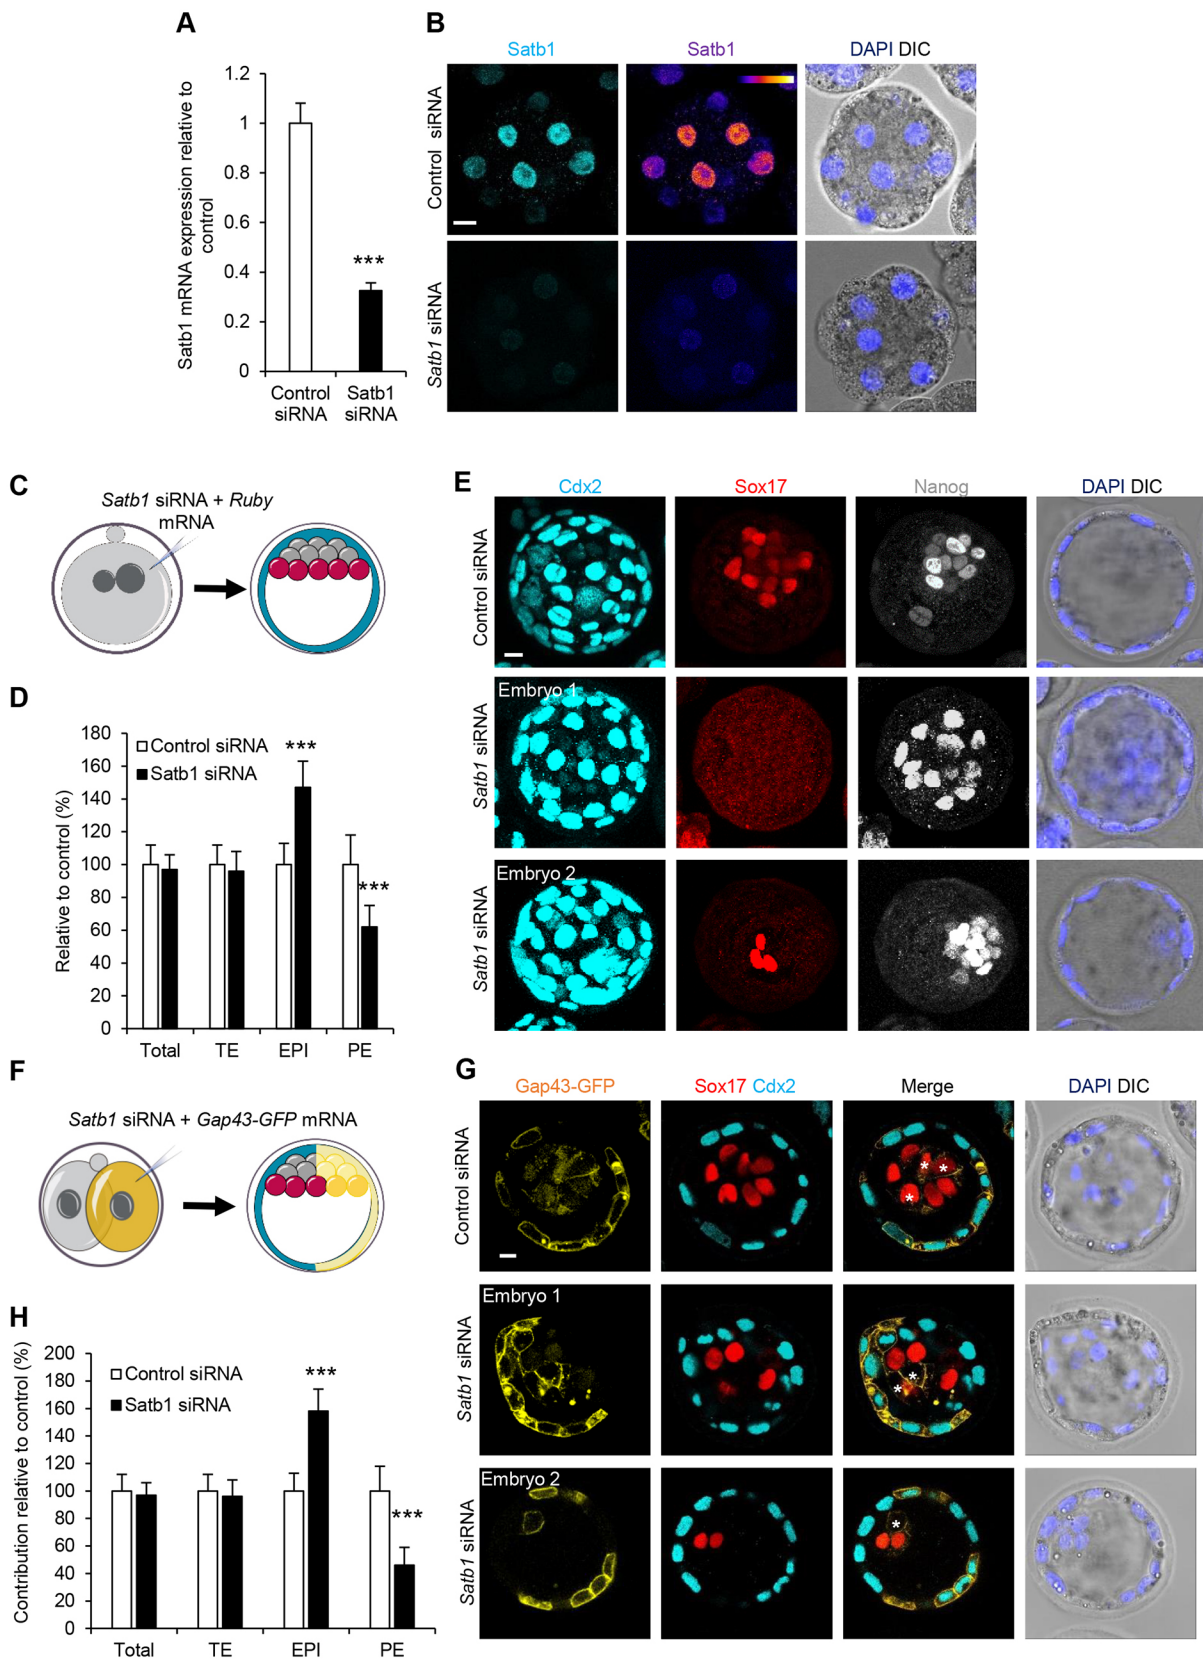 A
Satb1 mRNA expression relative to
control
1.2
1
0.8
0.6
0.4
0.2
0
***
Control
siRNA
Satb1
siRNA
B
Satb1
Satb1
DAPI DIC
Control siRNA
Satb1 siRNA
C
Satb1 siRNA + Ruby
mRNA
D
Relative to control (%)
180
160
140
120
100
80
60
40
20
0
Control siRNA
Satb1 siRNA
***
***
Total
TE
EPI
PE
E
Cdx2
Sox17
Nanog
DAPI DIC
Control siRNA
Embryo 1
Satb1 siRNA
Embryo 2
Satb1 siRNA
F
Satb1 siRNA + Gap43-GFP mRNA
G
Gap43-GFP
Sox17 Cdx2
Merge
DAPI DIC
Control siRNA
* *
*
Embryo 1
Satb1 siRNA
*
*
Embryo 2
Satb1 siRNA
*
H
Contribution relative to control (%)
200
180
160
140
120
100
80
60
40
20
0
Control siRNA
Satb1 siRNA
***
***
Total
TE
EPI
PE